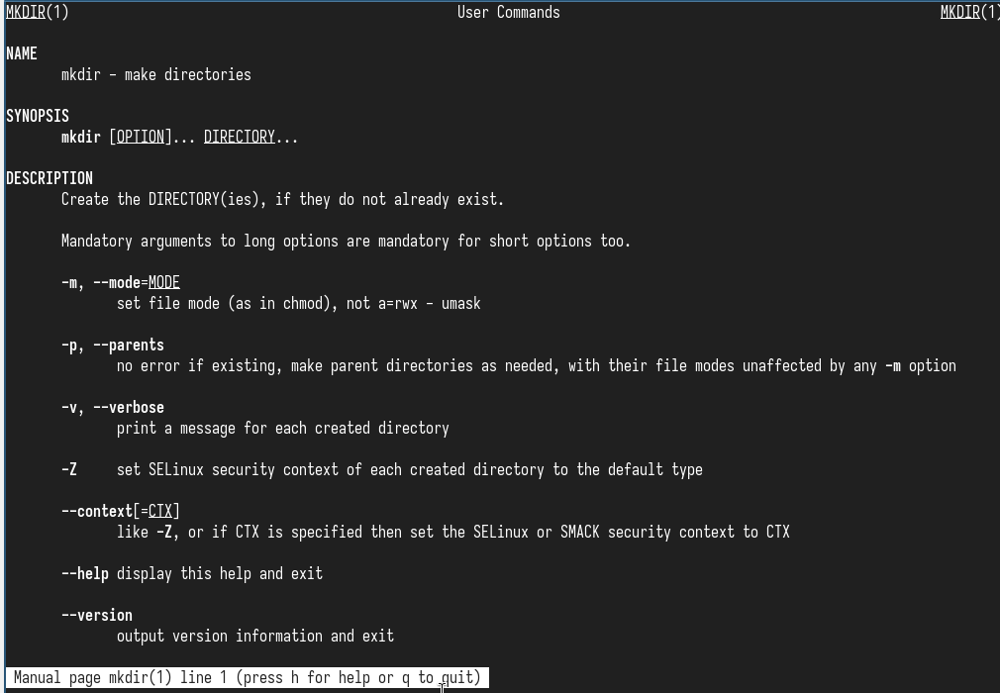 MKDIR(1) User Commands MKDIR(1)
NAME
mkdir - make directories
SYNOPSIS
mkdir [OPTION]... DIRECTORY...
DESCRIPTION
Create the DIRECTORY(ies), if they do not already exist.
Mandatory arguments to long options are mandatory for short options too.
-m, --mode=MODE
set file mode (as in chmod), not a=rwx - umask
-p, --parents
no error if existing, make parent directories as needed, with their file modes unaffected by any -m option
-v, --verbose
print a message for each created directory
-Z set SELinux security context of each created directory to the default type
--context[=CTX]
like -Z, or if CTX is specified then set the SELinux or SMACK security context to CTX
--help display this help and exit
--version
output version information and exit
Manual page mkdir(1) line 1 (press h for help or q to quit)